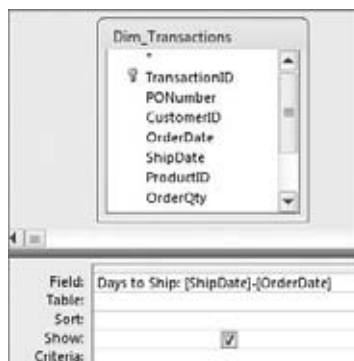 Dim_Transactions
*
TransactionID
PONumber
CustomerID
OrderDate
ShipDate
ProductID
OrderQty
Field: Days to Ship: [ShipDate]-[OrderDate]
Table:
Sort:
Show:
Criteria: